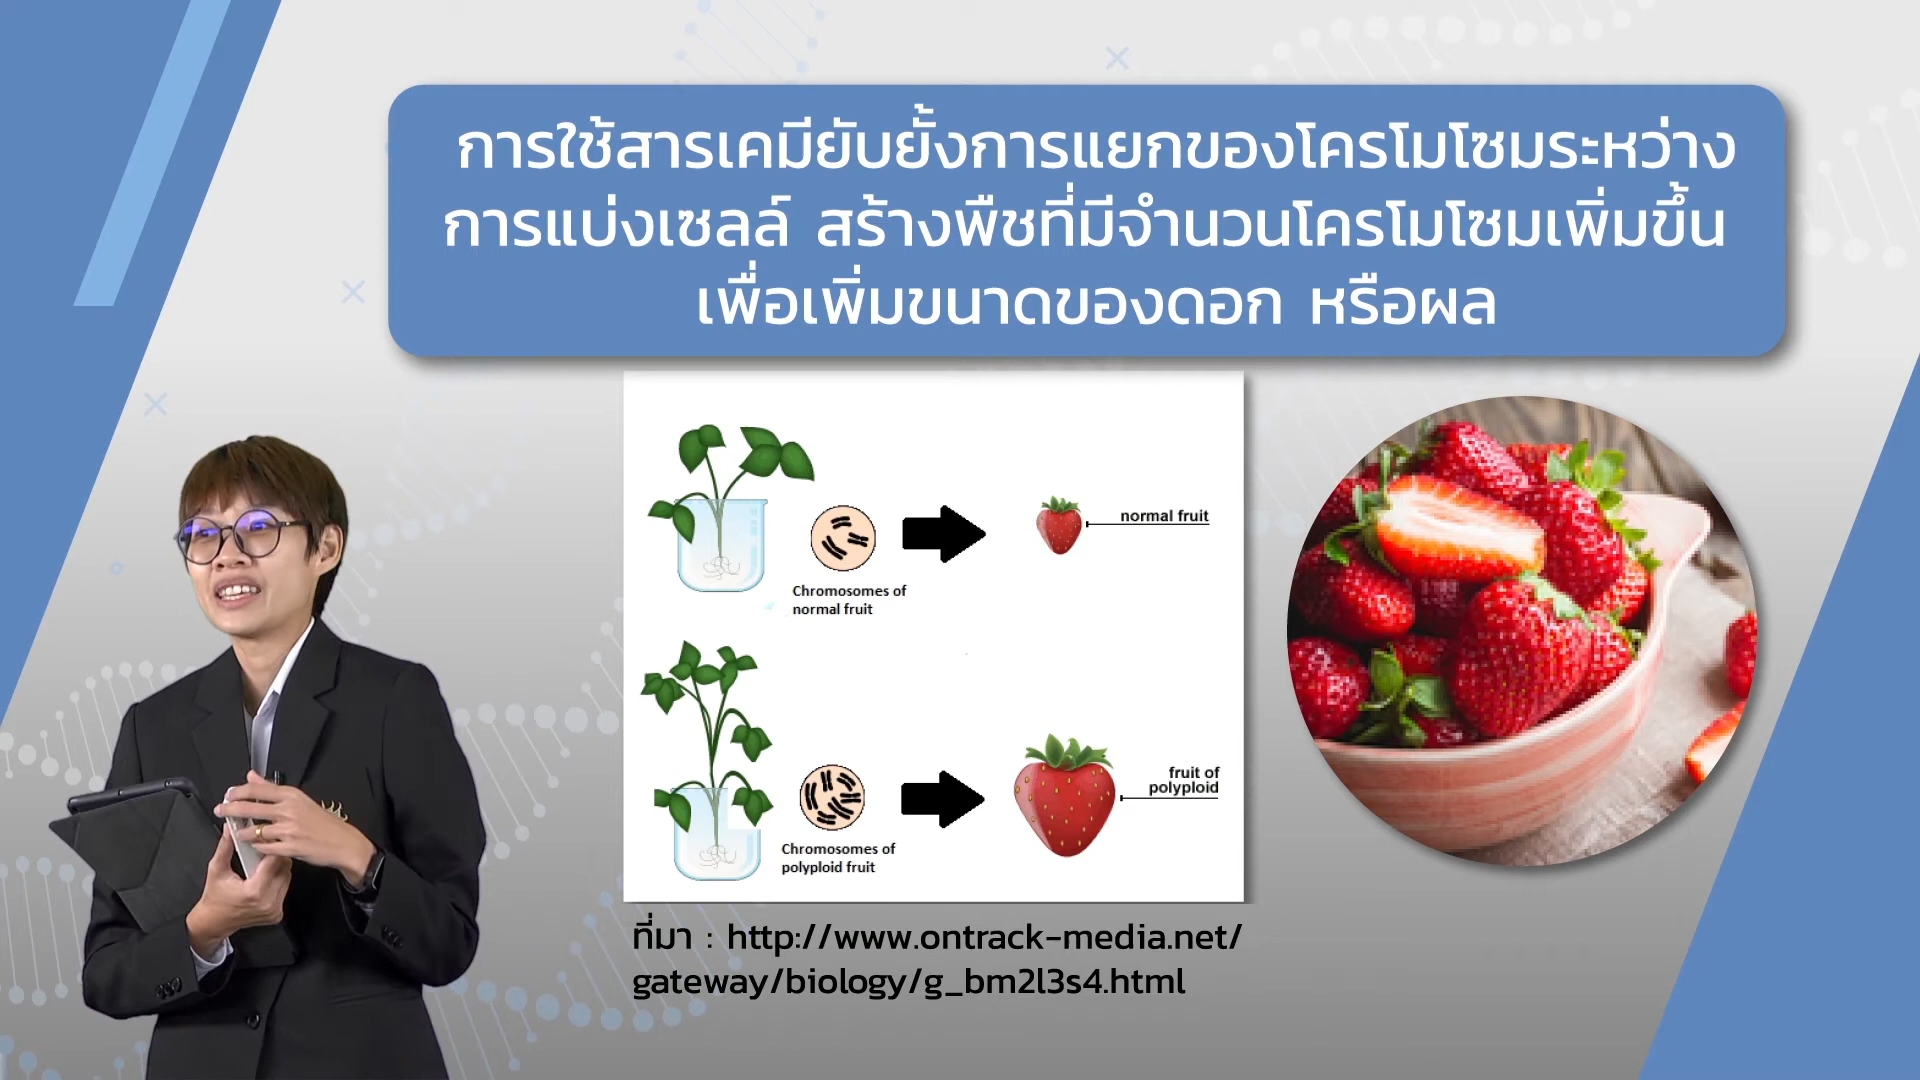 การใช้สารเคมียับยั้งการแยกของโครโมโซมระหว่าง
การแบ่งเซลล์ สร้างพืชที่มีจำนวนโครโมโซมเพิ่มขึ้น
เพื่อเพิ่มขนาดของดอก หรือผล
normal fruit
Chromosomes of
normal fruit
fruit of
polyploid
Chromosomes of
polyploid fruit
ที่มา : http://www.ontrack-media.net/
gateway/biology/g_bm2l3s4.html